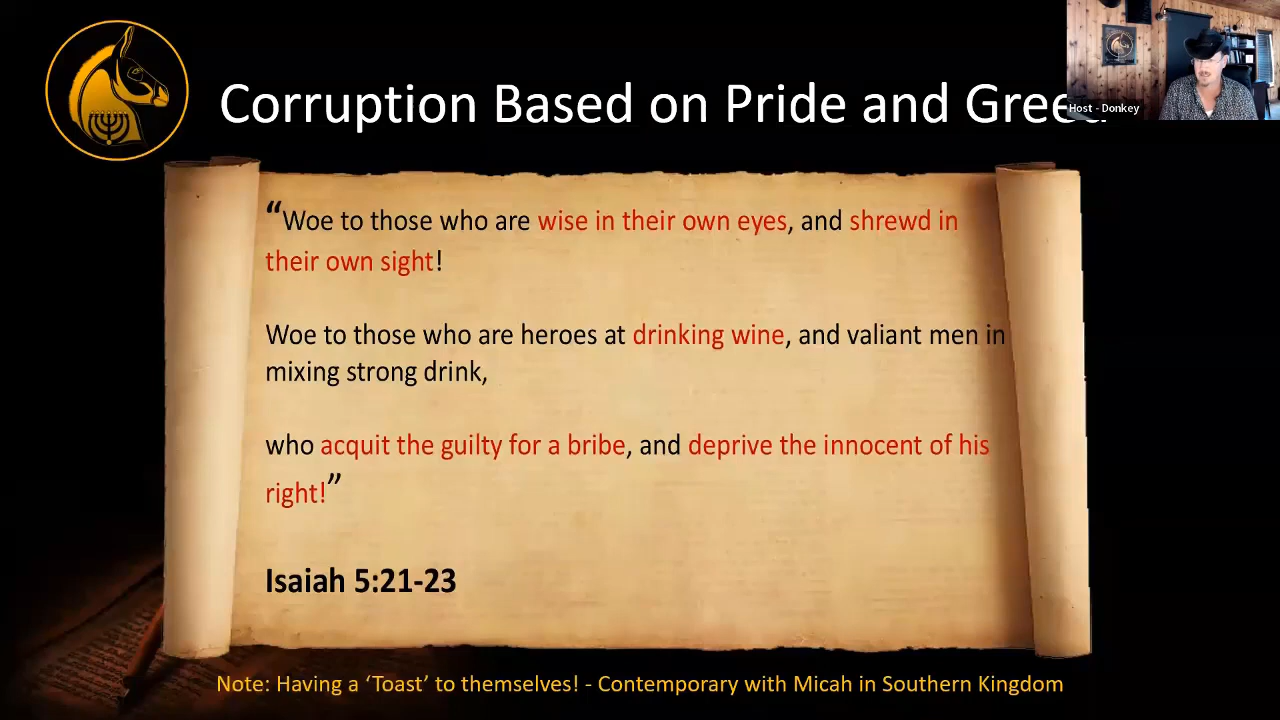 Corruption Based on Pride and Greed
Host - Donkey
“Woe to those who are wise in their own eyes, and shrewd in
their own sight!
Woe to those who are heroes at drinking wine, and valiant men in
mixing strong drink,
who acquit the guilty for a bribe, and deprive the innocent of his
right!”
Isaiah 5:21-23
Note: Having a ‘Toast’ to themselves! - Contemporary with Micah in Southern Kingdom